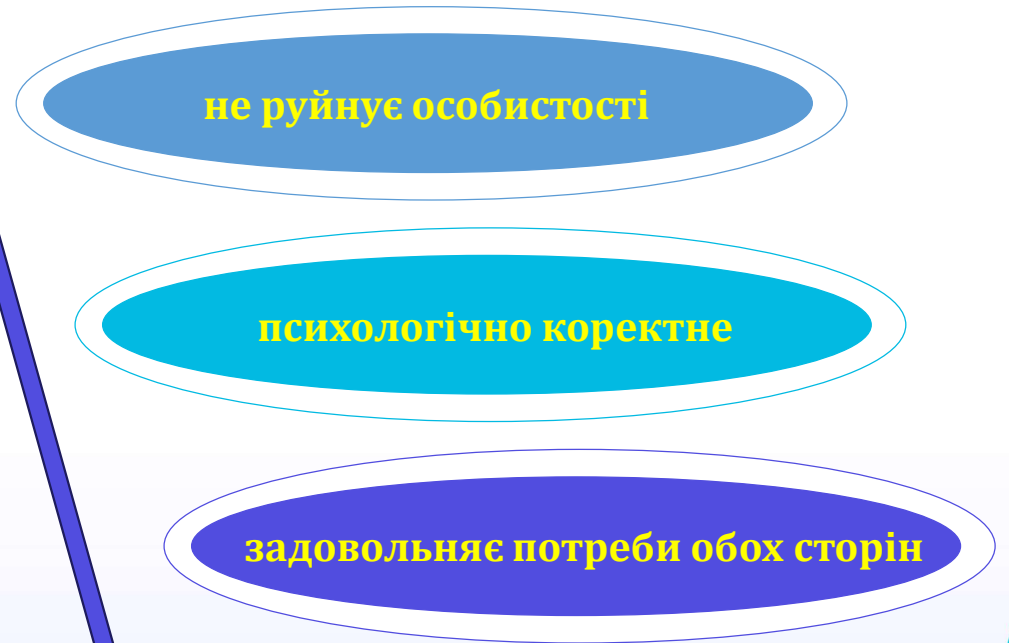 не руйнує особистості
психологічно коректне
задовольняє потреби обох сторін